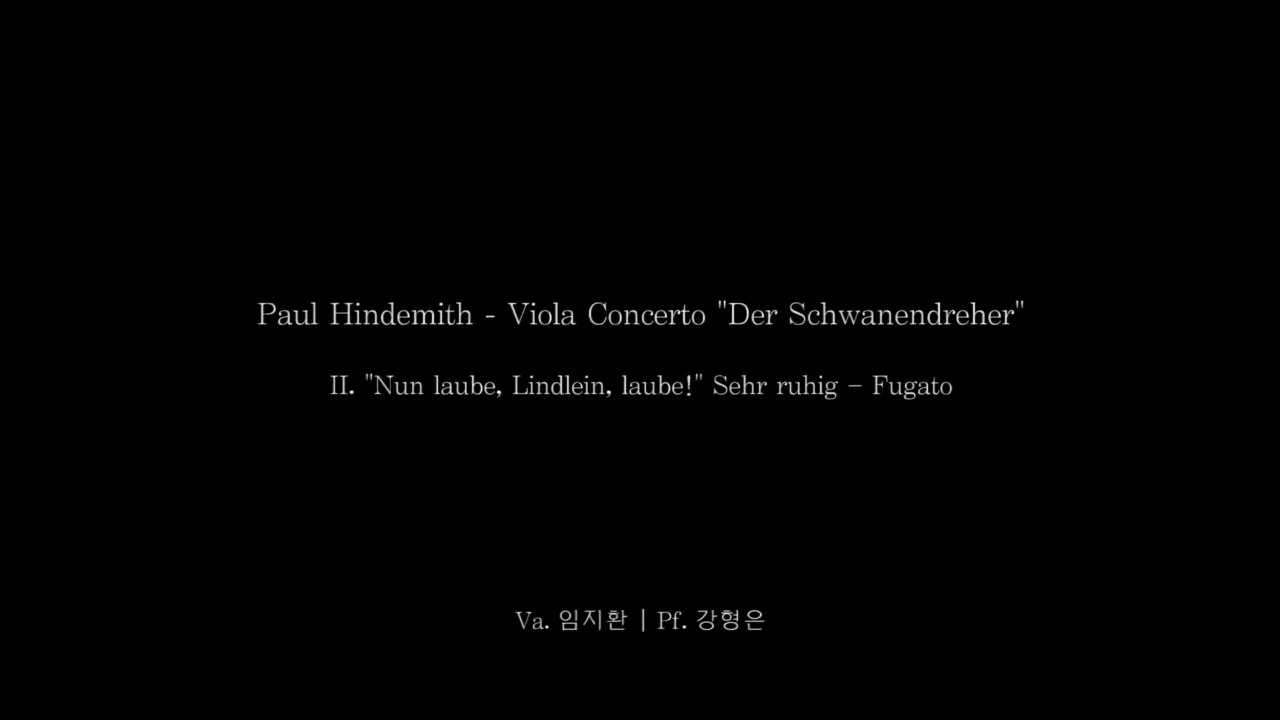 Paul Hindemith - Viola Concerto "Der Schwanendreher"
II. "Nun laube, Lindlein, laube!" Sehr ruhig – Fugato
Va. 임지환 | Pf. 강형은